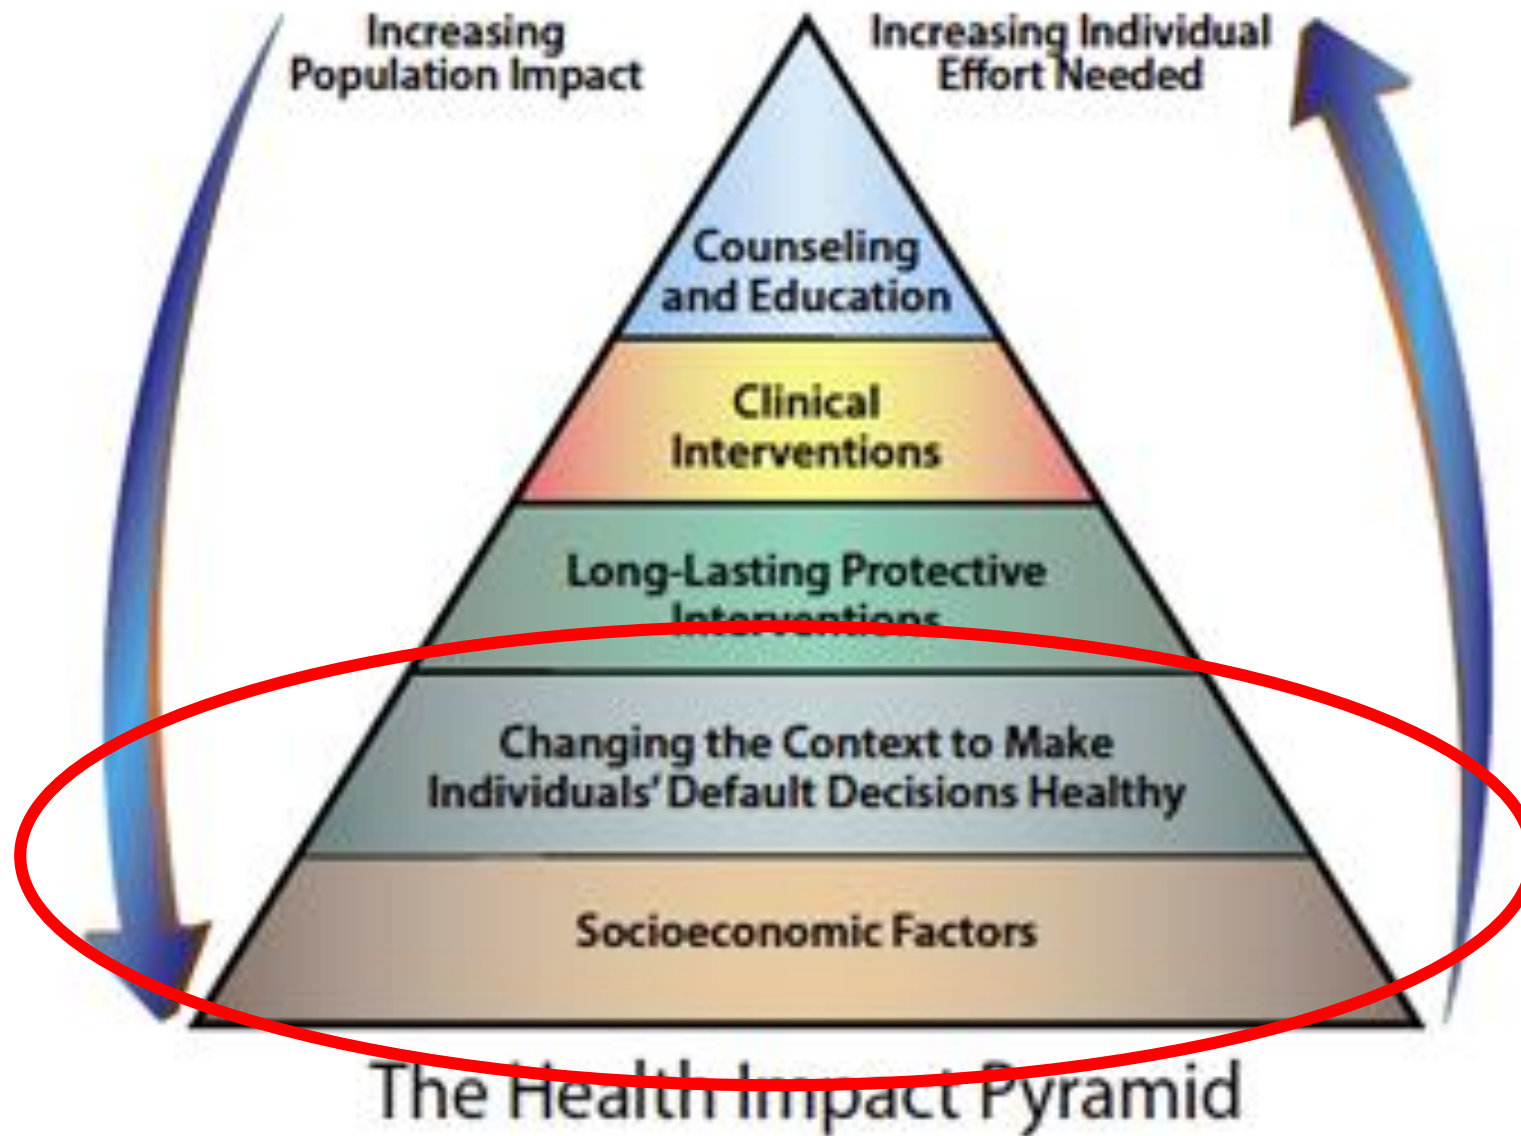 Increasing
Population Impact
Increasing Individual
Effort Needed
Counseling
and Education
Clinical
Interventions
Long-Lasting Protective
Interventions
Changing the Context to Make
Individuals' Default Decisions Healthy
Socioeconomic Factors
The Health Impact Pyramid